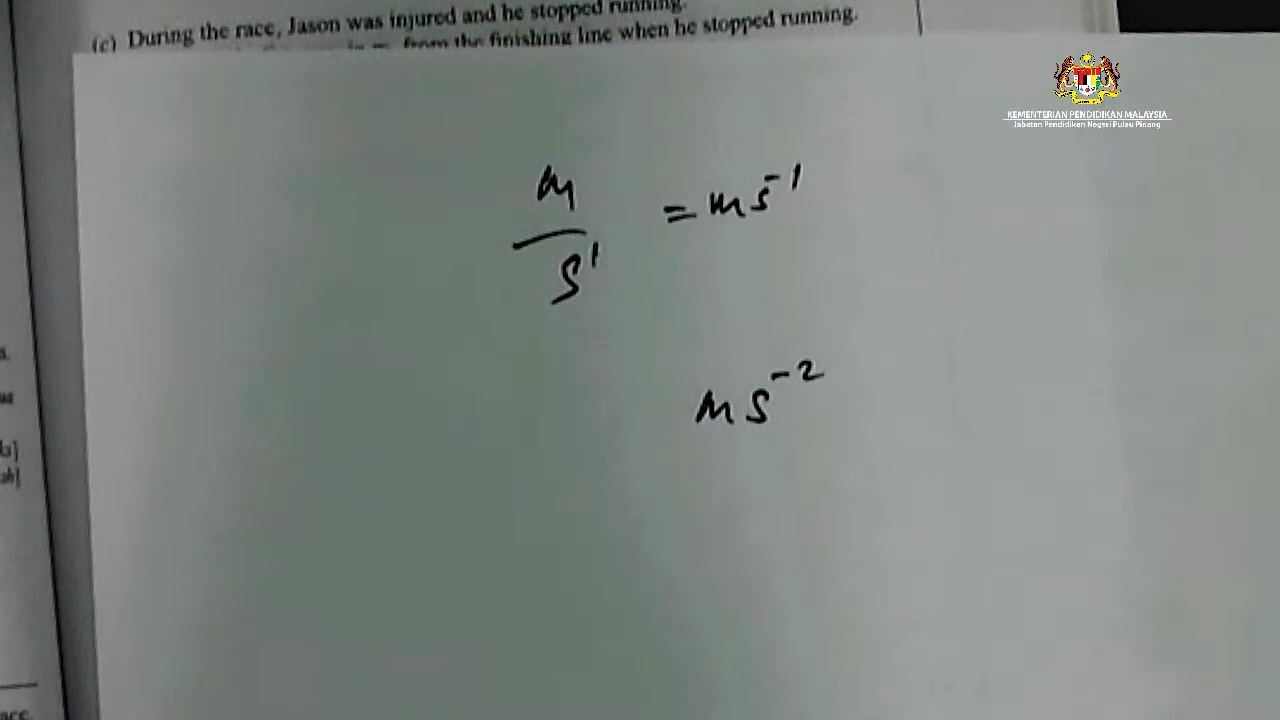 (c) During the race, Jason was injured and he stopped running.
from the finishing line when he stopped running.
KEMENTERIAN PENDIDIKAN MALAYSIA
Jabatan Pendidikan Negeri Pulau Pinang
m
— = ms⁻¹
s¹
ms⁻²